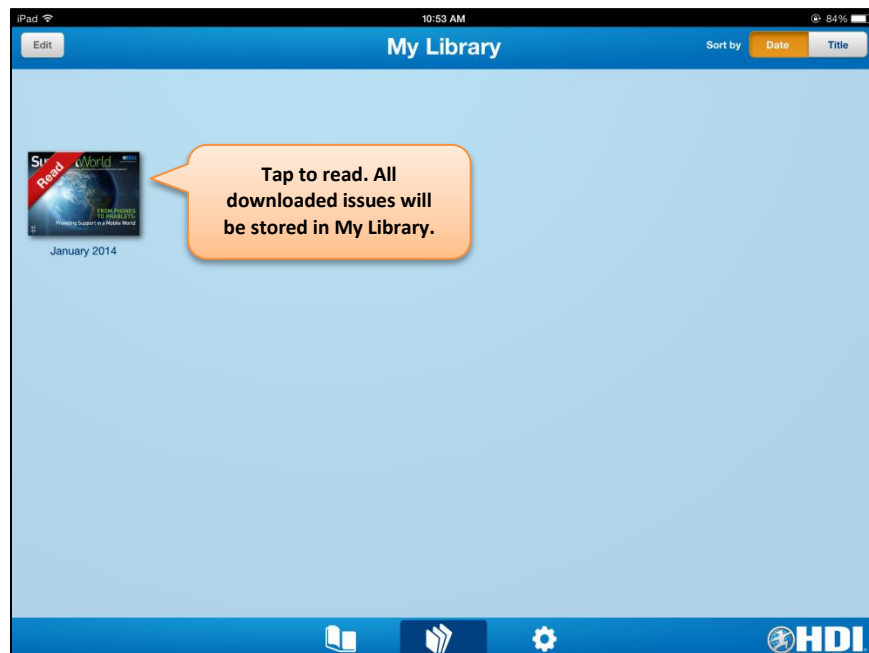 iPad
10:53 AM
84%
Edit
My Library
Sort by
Date
Title
Read
World
FROM PHONES
TO PHABLETS:
Providing Support in a Mobile World
January 2014
Tap to read. All
downloaded issues will
be stored in My Library.
HDI